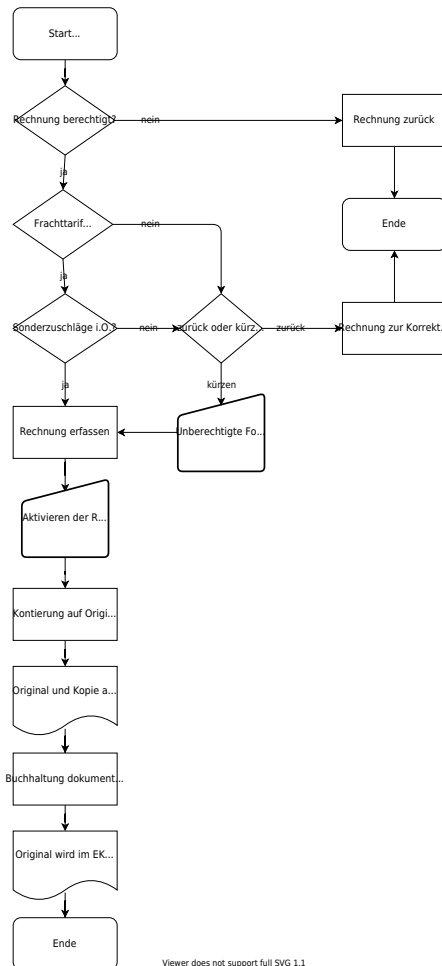 Start...
Rechnung berechtigt?
nein
Rechnung zurück
ja
Frachttarif...
nein
Ende
ja
Sonderzuschläge i.O.?
nein
zurück oder kürz...
zurück
Rechnung zur Korrekt...
ja
kürzen
Rechnung erfassen
Unberechtigte Fo...
Aktivieren der R...
Kontierung auf Origi...
Original und Kopie a...
Buchhaltung dokument...
Original wird im EK...
Ende
Viewer does not support full SVG 1.1